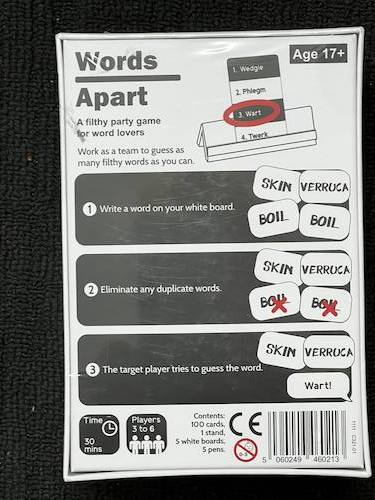 Words
Apart
Age 17+
A filthy party game
for word lovers
Work as a team to guess as
many filthy words as you can.
1. Wedgie
2. Phlegm
3. Wart
4. Twerk
1 Write a word on your white board.
SKIN VERRUCA
BOIL BOIL
2 Eliminate any duplicate words.
SKIN VERRUCA
BOIL BOIL
3 The target player tries to guess the word.
SKIN VERRUCA
Wart!
Time
30
mins
Players
3 to 6
Contents:
100 cards,
1 stand,
5 white boards,
5 pens.
CE
0-3
5 060249 460213